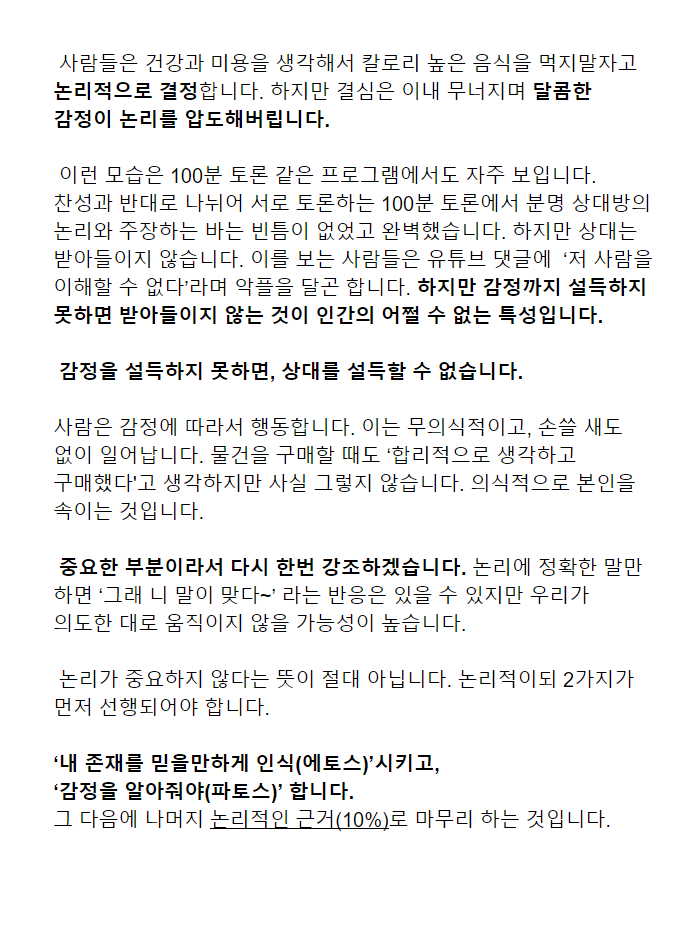 사람들은 건강과 미용을 생각해서 칼로리 높은 음식을 먹지말자고
논리적으로 결정합니다. 하지만 결심은 이내 무너지며 달콤한
감정이 논리를 압도해버립니다.
이런 모습은 100분 토론 같은 프로그램에서도 자주 보입니다.
찬성과 반대로 나뉘어 서로 토론하는 100분 토론에서 분명 상대방의
논리와 주장하는 바는 빈틈이 없었고 완벽했습니다. 하지만 상대는
받아들이지 않습니다. 이를 보는 사람들은 유튜브 댓글에 ‘저 사람을
이해할 수 없다’라며 악플을 달곤 합니다. 하지만 감정까지 설득하지
못하면 받아들이지 않는 것이 인간의 어쩔 수 없는 특성입니다.
감정을 설득하지 못하면, 상대를 설득할 수 없습니다.
사람은 감정에 따라서 행동합니다. 이는 무의식적이고, 손쓸 새도
없이 일어납니다. 물건을 구매할 때도 ‘합리적으로 생각하고
구매했다'고 생각하지만 사실 그렇지 않습니다. 의식적으로 본인을
속이는 것입니다.
중요한 부분이라서 다시 한번 강조하겠습니다. 논리에 정확한 말만
하면 ‘그래 니 말이 맞다~’ 라는 반응은 있을 수 있지만 우리가
의도한 대로 움직이지 않을 가능성이 높습니다.
논리가 중요하지 않다는 뜻이 절대 아닙니다. 논리적이되 2가지가
먼저 선행되어야 합니다.
‘내 존재를 믿을만하게 인식(에토스)’시키고,
‘감정을 알아줘야(파토스)’ 합니다.
그 다음에 나머지 논리적인 근거(10%)로 마무리 하는 것입니다.